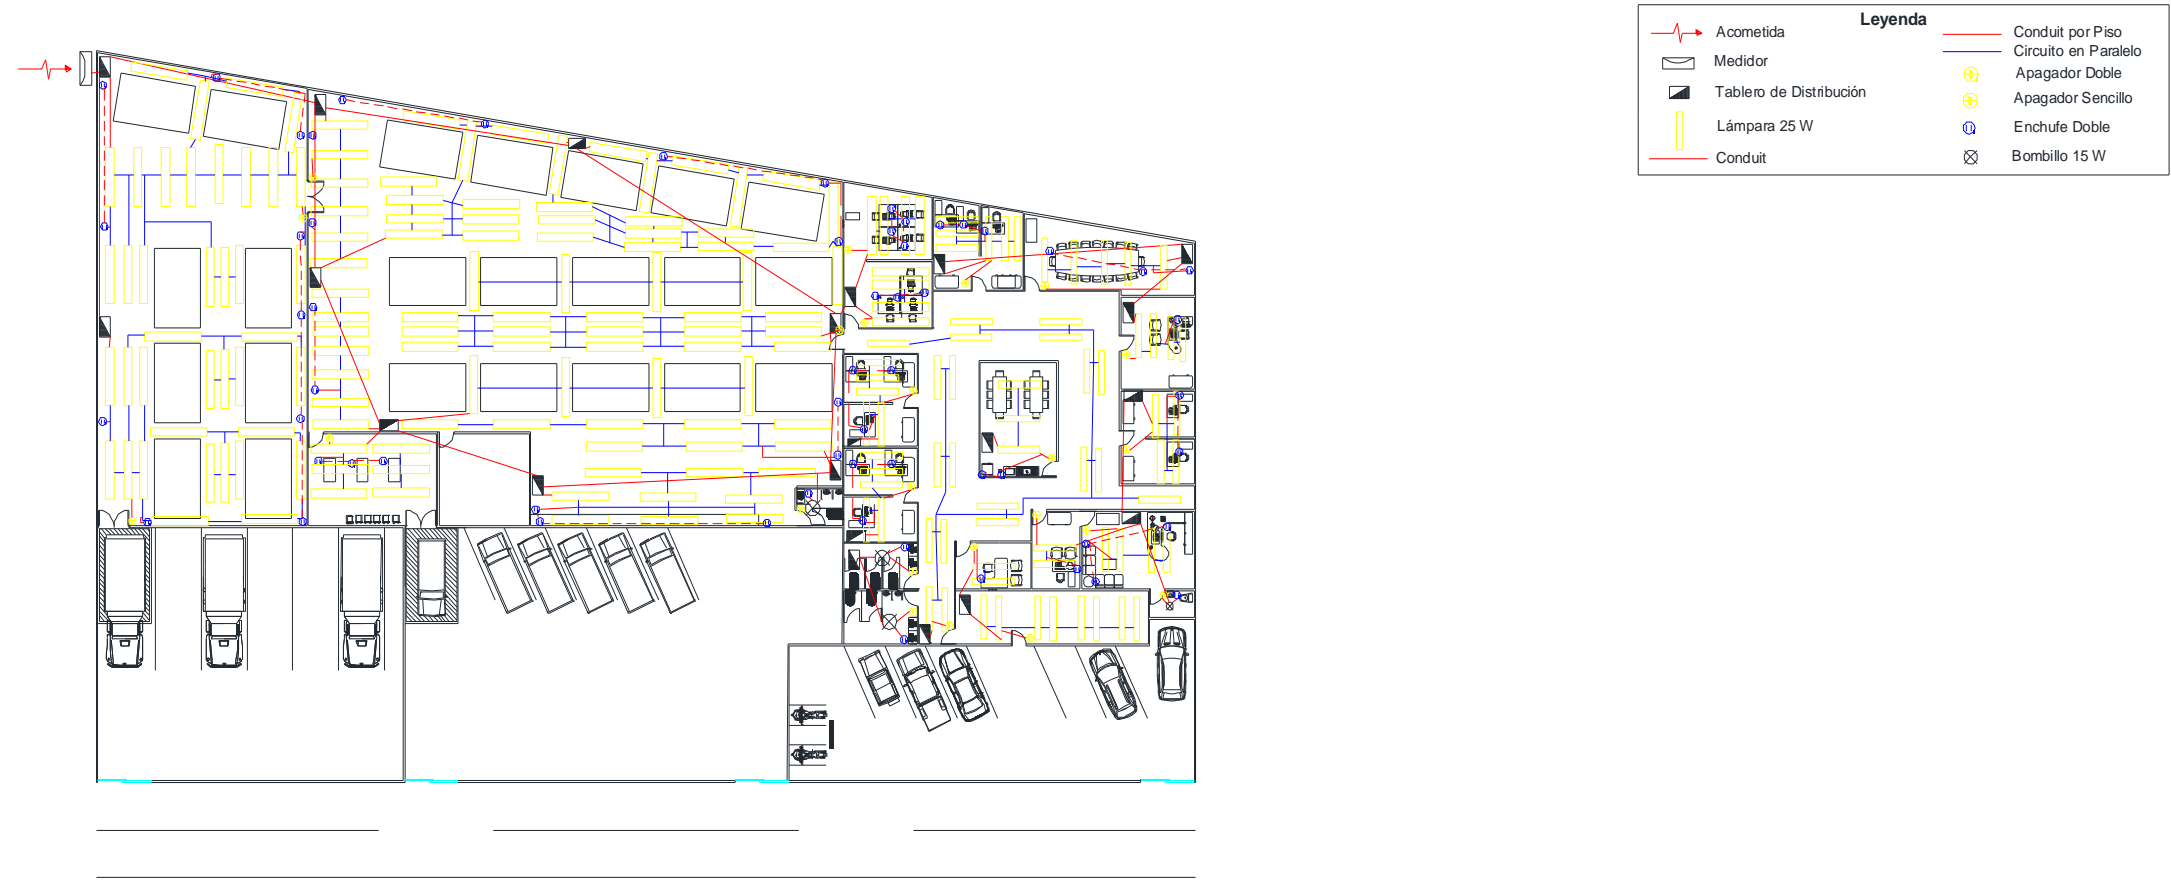 Leyenda
Acometida
Medidor
Tablero de Distribución
Lámpara 25 W
Conduit
Conduit por Piso
Circuito en Paralelo
Apagador Doble
Apagador Sencillo
Enchufe Doble
Bombillo 15 W